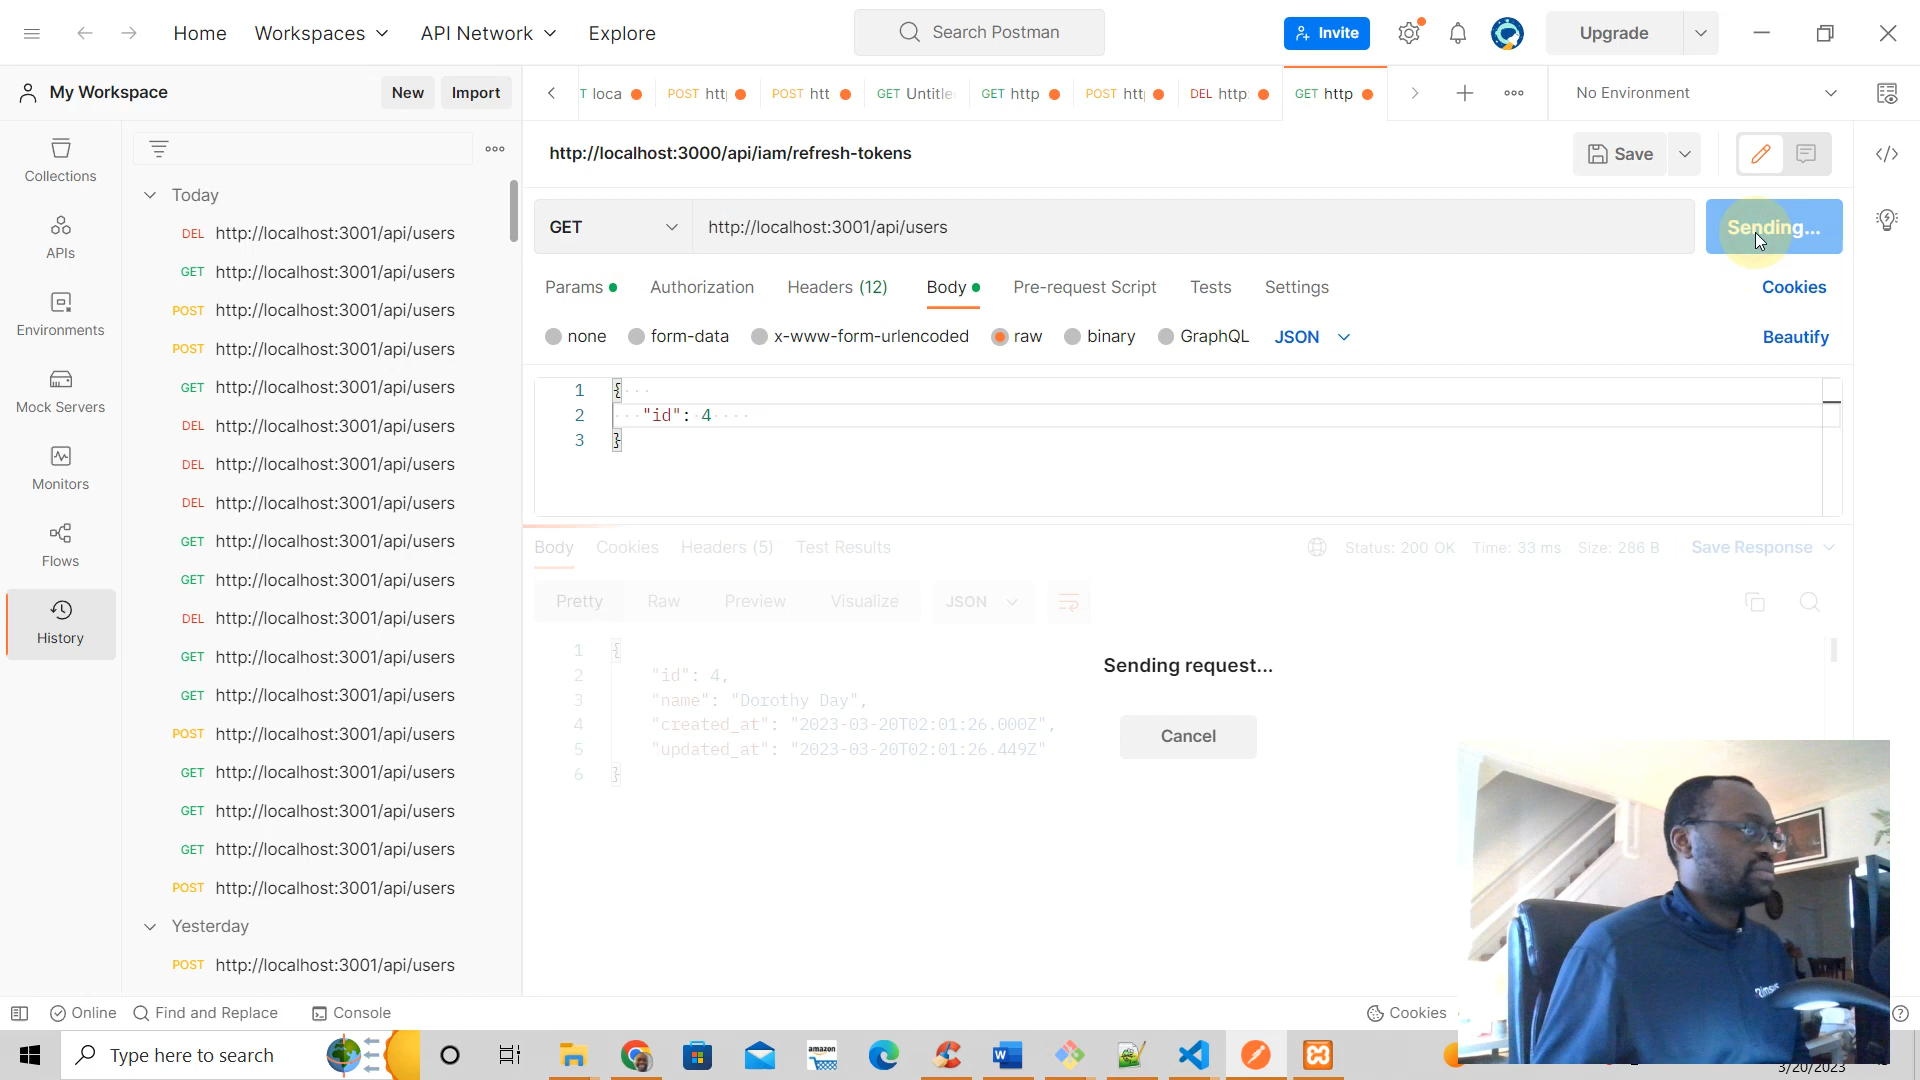 Home Workspaces API Network Explore Search Postman Invite Upgrade
My Workspace New Import T loca POST htt POST htt GET Untitle GET http POST htt DEL http: GET http No Environment
http://localhost:3000/api/iam/refresh-tokens Save
GET http://localhost:3001/api/users Sending...
Params Authorization Headers (12) Body Pre-request Script Tests Settings Cookies
none form-data x-www-form-urlencoded raw binary GraphQL JSON Beautify
1 {
2 "id": 4
3 }
Body Cookies Headers (5) Test Results Status: 200 OK Time: 33 ms Size: 286 B Save Response
Pretty Raw Preview Visualize JSON
1 {
2 "id": 4,
3 "name": "Dorothy Day",
4 "created_at": "2023-03-20T02:01:26.000Z",
5 "updated_at": "2023-03-20T02:01:26.449Z"
6 }
Sending request...
Cancel
Collections
APIs
Environments
Mock Servers
Monitors
Flows
History
Today
DEL http://localhost:3001/api/users
GET http://localhost:3001/api/users
POST http://localhost:3001/api/users
POST http://localhost:3001/api/users
GET http://localhost:3001/api/users
DEL http://localhost:3001/api/users
DEL http://localhost:3001/api/users
DEL http://localhost:3001/api/users
GET http://localhost:3001/api/users
GET http://localhost:3001/api/users
DEL http://localhost:3001/api/users
GET http://localhost:3001/api/users
GET http://localhost:3001/api/users
POST http://localhost:3001/api/users
GET http://localhost:3001/api/users
GET http://localhost:3001/api/users
GET http://localhost:3001/api/users
POST http://localhost:3001/api/users
Yesterday
POST http://localhost:3001/api/users
Online Find and Replace Console Cookies
Type here to search amazon
3/20/2023